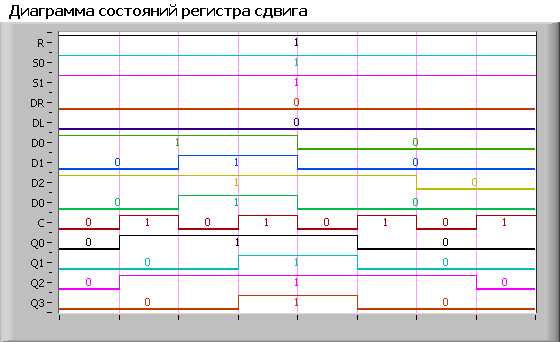 Диаграмма состояний регистра сдвига
R 1
S0 1
S1 1
DR 0
DL 0
D0 1 0
D1 0 1 0
D2 1 0
D0 0 1 0
C 0 1 0 1 0 1 0 1
Q0 0 1 0
Q1 0 1 0
Q2 0 1 0
Q3 0 1 0